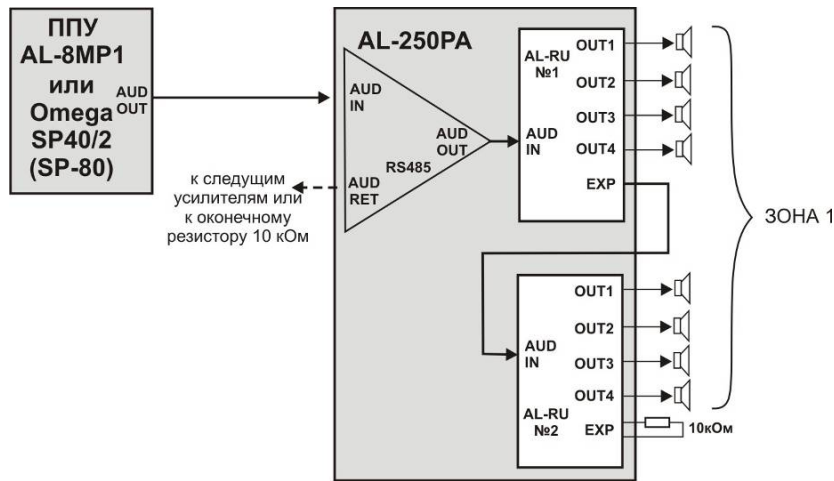 ППУ
AL-8MP1
или
Omega
SP40/2
(SP-80)
AUD
OUT
AL-250PA
AUD
IN
AUD
OUT
RS485
AUD
RET
к следущим
усилителям или
к оконечному
резистору 10 кОм
AL-RU
№1
AUD
IN
OUT1
OUT2
OUT3
OUT4
EXP
ЗОНА 1
AUD
IN
AL-RU
№2
OUT1
OUT2
OUT3
OUT4
EXP
10кОм